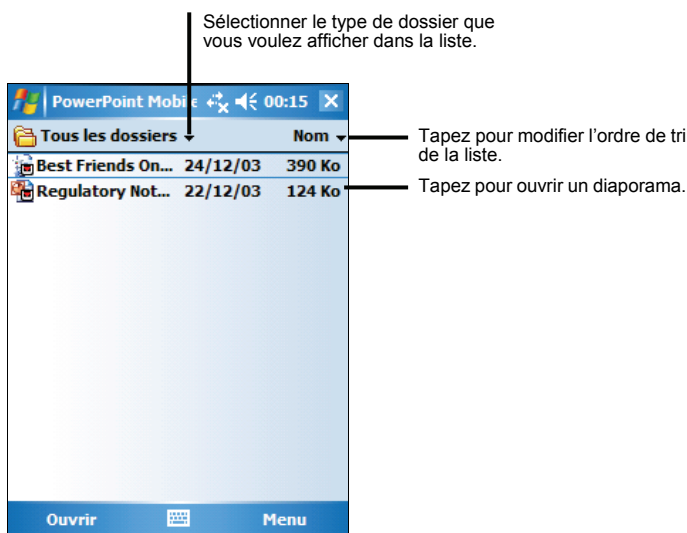 Sélectionner le type de dossier que
vous voulez afficher dans la liste.
PowerPoint Mobile 00:15
Tous les dossiers Nom
Tapez pour modifier l’ordre de tri
de la liste.
Best Friends On... 24/12/03 390 Ko
Regulatory Not... 22/12/03 124 Ko
Tapez pour ouvrir un diaporama.
Ouvrir Menu